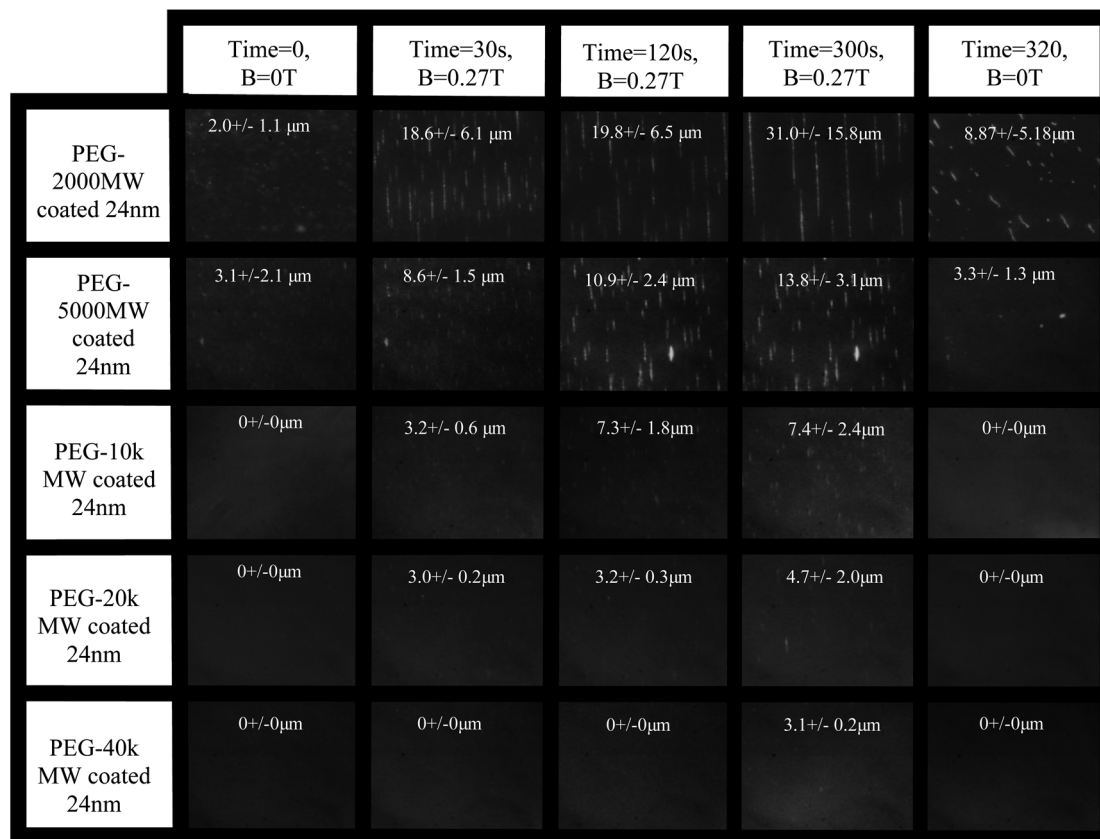 Time=0,
B=0T
Time=30s,
B=0.27T
Time=120s,
B=0.27T
Time=300s,
B=0.27T
Time=320,
B=0T
PEG-
2000MW
coated 24nm
2.0+/- 1.1 μm
18.6+/- 6.1 μm
19.8+/- 6.5 μm
31.0+/- 15.8μm
8.87+/-5.18μm
PEG-
5000MW
coated
24nm
3.1+/-2.1 μm
8.6+/- 1.5 μm
10.9+/- 2.4 μm
13.8+/- 3.1μm
3.3+/- 1.3 μm
PEG-10k
MW coated
24nm
0+/-0μm
3.2+/- 0.6 μm
7.3+/- 1.8μm
7.4+/- 2.4μm
0+/-0μm
PEG-20k
MW coated
24nm
0+/-0μm
3.0+/- 0.2μm
3.2+/- 0.3μm
4.7+/- 2.0μm
0+/-0μm
PEG-40k
MW coated
24nm
0+/-0μm
0+/-0μm
0+/-0μm
3.1+/- 0.2μm
0+/-0μm